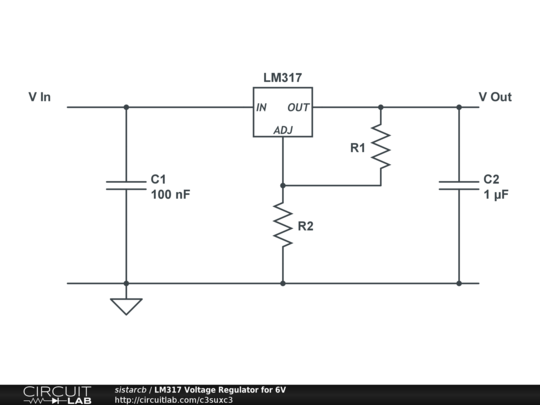 LM317
V In
V Out
IN OUT
ADJ
R1
C1
100 nF
C2
1 µF
R2
CIRCUIT
LAB
sistarcb / LM317 Voltage Regulator for 6V
http://circuitlab.com/c3suxc3